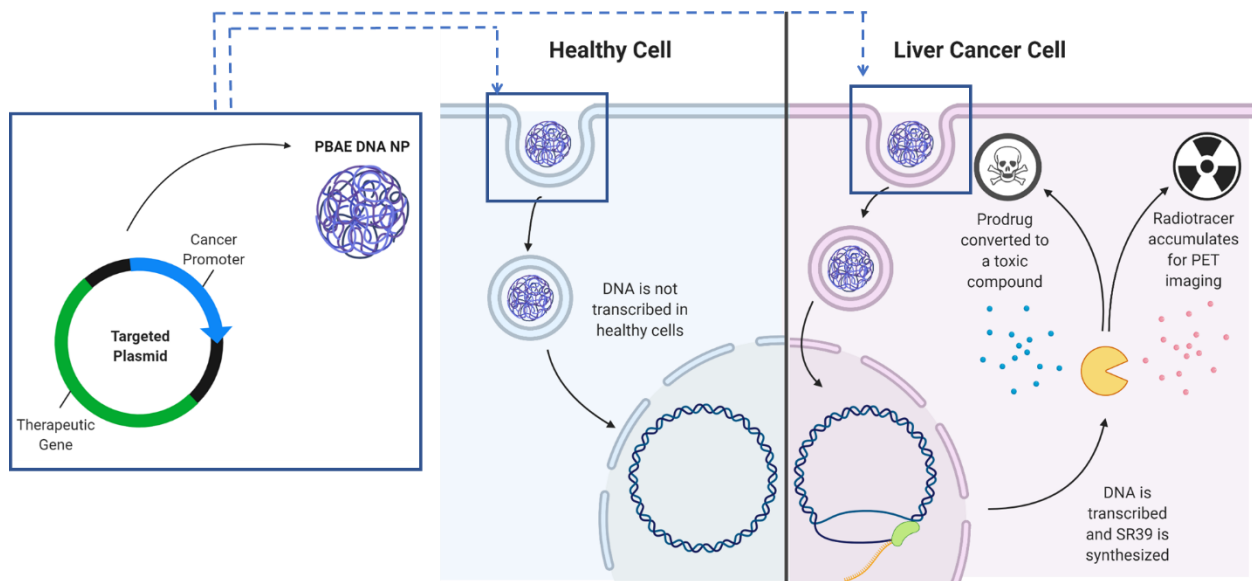 Healthy Cell
Liver Cancer Cell
PBAE DNA NP
Cancer
Promoter
Targeted
Plasmid
Therapeutic
Gene
DNA is not
transcribed in
healthy cells
Prodrug
converted to
a toxic
compound
Radiotracer
accumulates
for PET
imaging
DNA is
transcribed
and SR39 is
synthesized